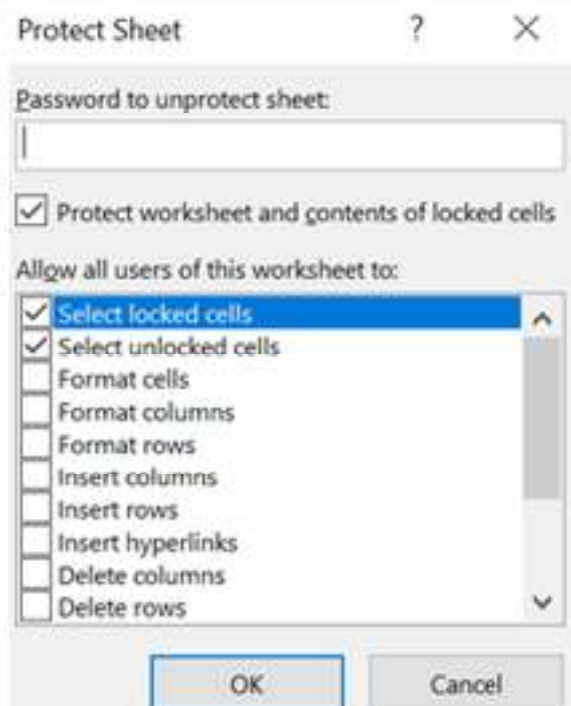 Protect Sheet ? ×
Password to unprotect sheet:
Protect worksheet and contents of locked cells
Allow all users of this worksheet to:
Select locked cells
Select unlocked cells
Format cells
Format columns
Format rows
Insert columns
Insert rows
Insert hyperlinks
Delete columns
Delete rows
OK Cancel